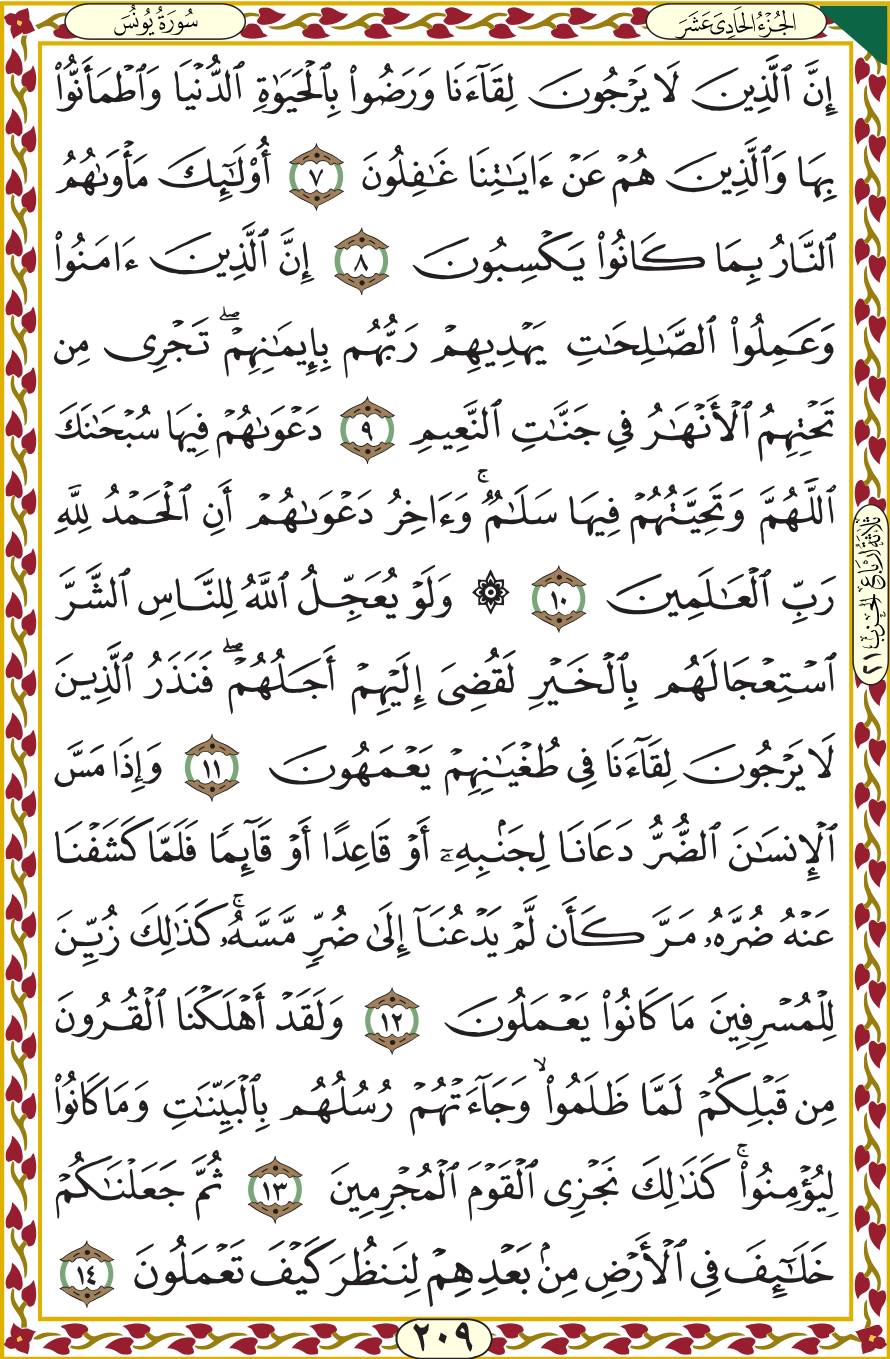 الجُزْءُ الحَادِى عَشَرَ
سُورَةُ يُونُسَ
إِنَّ ٱلَّذِينَ لَا يَرْجُونَ لِقَآءَنَا وَرَضُوا۟ بِٱلْحَيَوٰةِ ٱلدُّنْيَا وَٱطْمَأَنُّوا۟
بِهَا وَٱلَّذِينَ هُمْ عَنْ ءَايَـٰتِنَا غَـٰفِلُونَ ٧ أُو۟لَـٰٓئِكَ مَأْوَىٰهُمُ
ٱلنَّارُ بِمَا كَانُوا۟ يَكْسِبُونَ ٨ إِنَّ ٱلَّذِينَ ءَامَنُوا۟
وَعَمِلُوا۟ ٱلصَّـٰلِحَـٰتِ يَهْدِيهِمْ رَبُّهُم بِإِيمَـٰنِهِمْ ۖ تَجْرِى مِن
تَحْتِهِمُ ٱلْأَنْهَـٰرُ فِى جَنَّـٰتِ ٱلنَّعِيمِ ٩ دَعْوَىٰهُمْ فِيهَا سُبْحَـٰنَكَ
ٱللَّهُمَّ وَتَحِيَّتُهُمْ فِيهَا سَلَـٰمٌ ۚ وَءَاخِرُ دَعْوَىٰهُمْ أَنِ ٱلْحَمْدُ لِلَّهِ
رَبِّ ٱلْعَـٰلَمِينَ ١٠ ۞ وَلَوْ يُعَجِّلُ ٱللَّهُ لِلنَّاسِ ٱلشَّرَّ
ٱسْتِعْجَالَهُم بِٱلْخَيْرِ لَقُضِىَ إِلَيْهِمْ أَجَلُهُمْ ۖ فَنَذَرُ ٱلَّذِينَ
لَا يَرْجُونَ لِقَآءَنَا فِى طُغْيَـٰنِهِمْ يَعْمَهُونَ ١١ وَإِذَا مَسَّ
ٱلْإِنسَـٰنَ ٱلضُّرُّ دَعَانَا لِجَنۢبِهِۦٓ أَوْ قَاعِدًا أَوْ قَآئِمًا فَلَمَّا كَشَفْنَا
عَنْهُ ضُرَّهُۥ مَرَّ كَأَن لَّمْ يَدْعُنَآ إِلَىٰ ضُرٍّ مَّسَّهُۥ ۚ كَذَٰلِكَ زُيِّنَ
لِلْمُسْرِفِينَ مَا كَانُوا۟ يَعْمَلُونَ ١٢ وَلَقَدْ أَهْلَكْنَا ٱلْقُرُونَ
مِن قَبْلِكُمْ لَمَّا ظَلَمُوا۟ ۙ وَجَآءَتْهُمْ رُسُلُهُم بِٱلْبَيِّنَـٰتِ وَمَا كَانُوا۟
لِيُؤْمِنُوا۟ ۚ كَذَٰلِكَ نَجْزِى ٱلْقَوْمَ ٱلْمُجْرِمِينَ ١٣ ثُمَّ جَعَلْنَـٰكُمْ
خَلَـٰٓئِفَ فِى ٱلْأَرْضِ مِنۢ بَعْدِهِمْ لِنَنظُرَ كَيْفَ تَعْمَلُونَ ١٤
ثَلَاثَةُ أَرْبَاعِ الحِزْبِ ٢١
٢٠٩